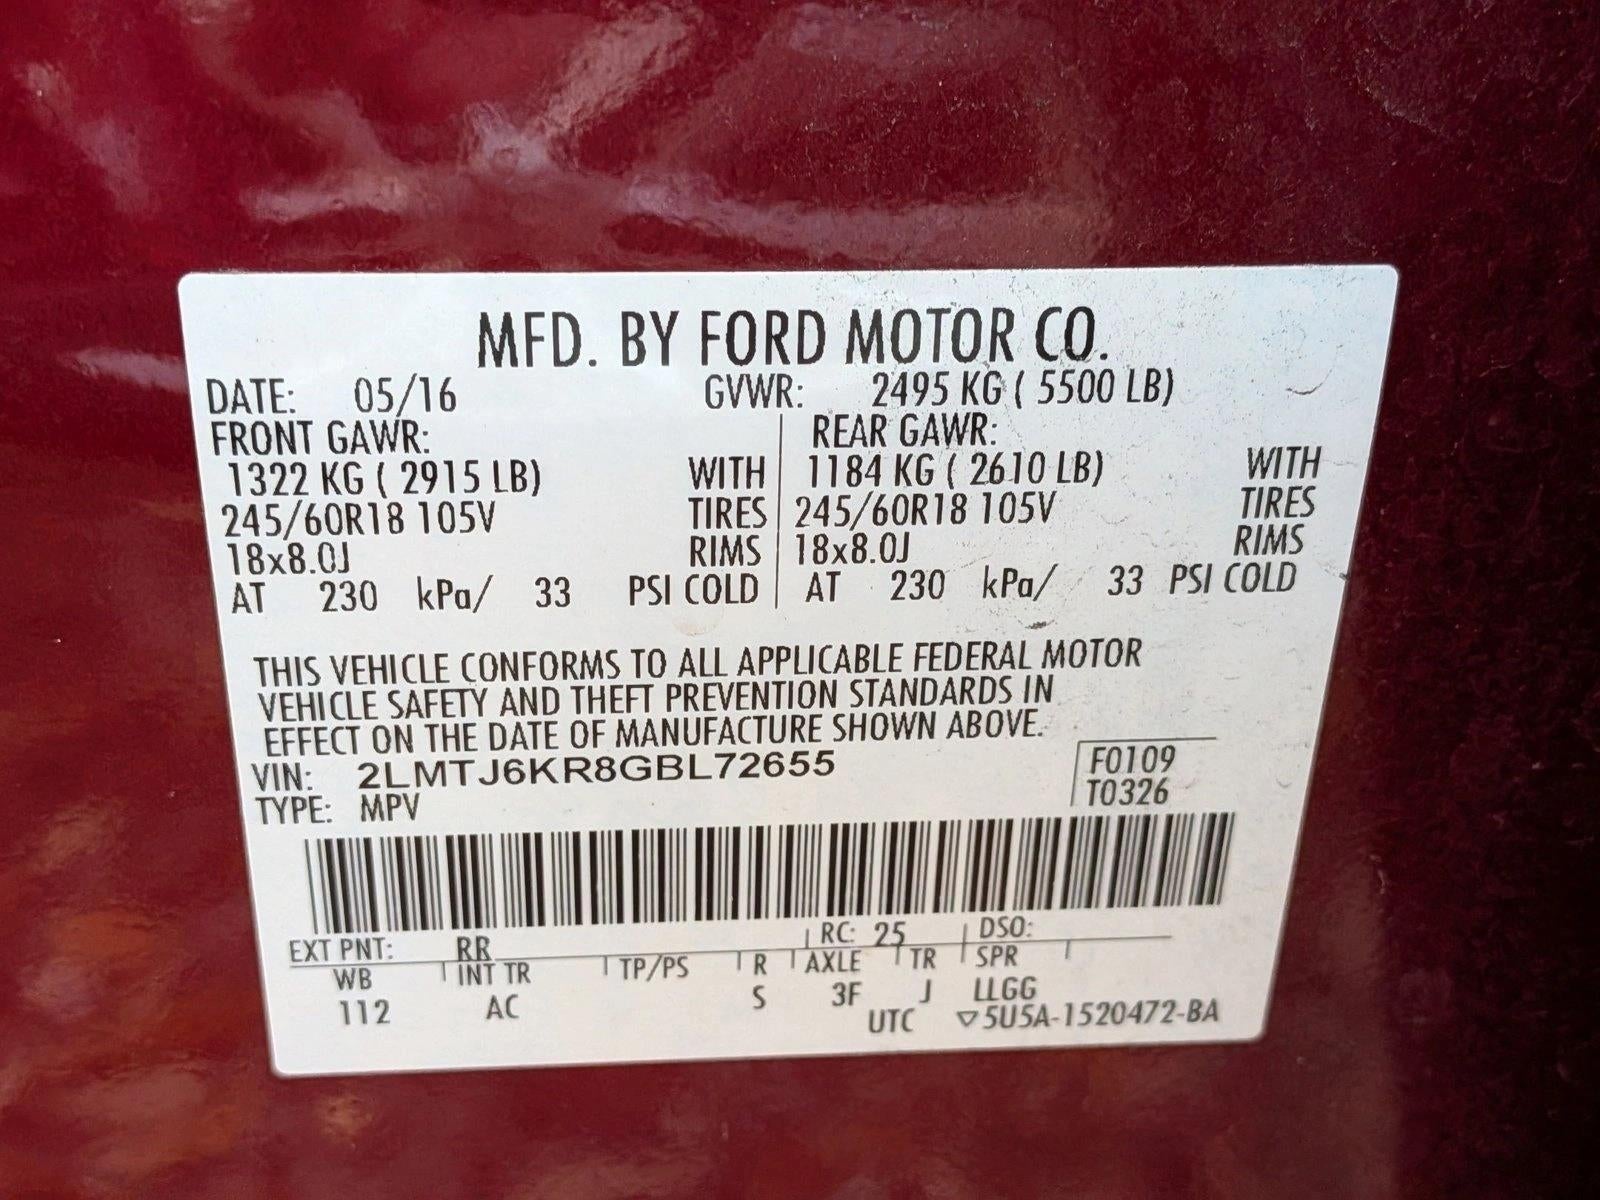 MFD. BY FORD MOTOR CO.
DATE: 05/16 GVWR: 2495 KG ( 5500 LB)
FRONT GAWR: REAR GAWR:
1322 KG ( 2915 LB) WITH 1184 KG ( 2610 LB) WITH
245/60R18 105V TIRES 245/60R18 105V TIRES
18x8.0J RIMS 18x8.0J RIMS
AT 230 kPa/ 33 PSI COLD AT 230 kPa/ 33 PSI COLD
THIS VEHICLE CONFORMS TO ALL APPLICABLE FEDERAL MOTOR
VEHICLE SAFETY AND THEFT PREVENTION STANDARDS IN
EFFECT ON THE DATE OF MANUFACTURE SHOWN ABOVE.
VIN: 2LMTJ6KR8GBL72655 F0109
TYPE: MPV T0326
EXT PNT: RR RC: 25 DSO:
WB INT TR TP/PS R AXLE TR SPR
112 AC S 3F J LLGG
UTC ▽5U5A-1520472-BA